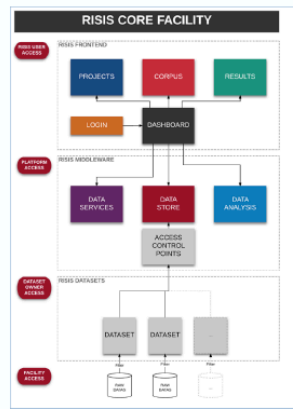 RISIS CORE FACILITY
RISIS USER
ACCESS
RISIS FRONTEND
PROJECTS
CORPUS
RESULTS
LOGIN
DASHBOARD
PLATFORM
ACCESS
RISIS MIDDLEWARE
DATA
SERVICES
DATA
STORE
DATA
ANALYSIS
ACCESS
CONTROL
POINTS
DATASET
OWNER
ACCESS
RISIS DATASETS
DATASET
DATASET
...
FACILITY
ACCESS